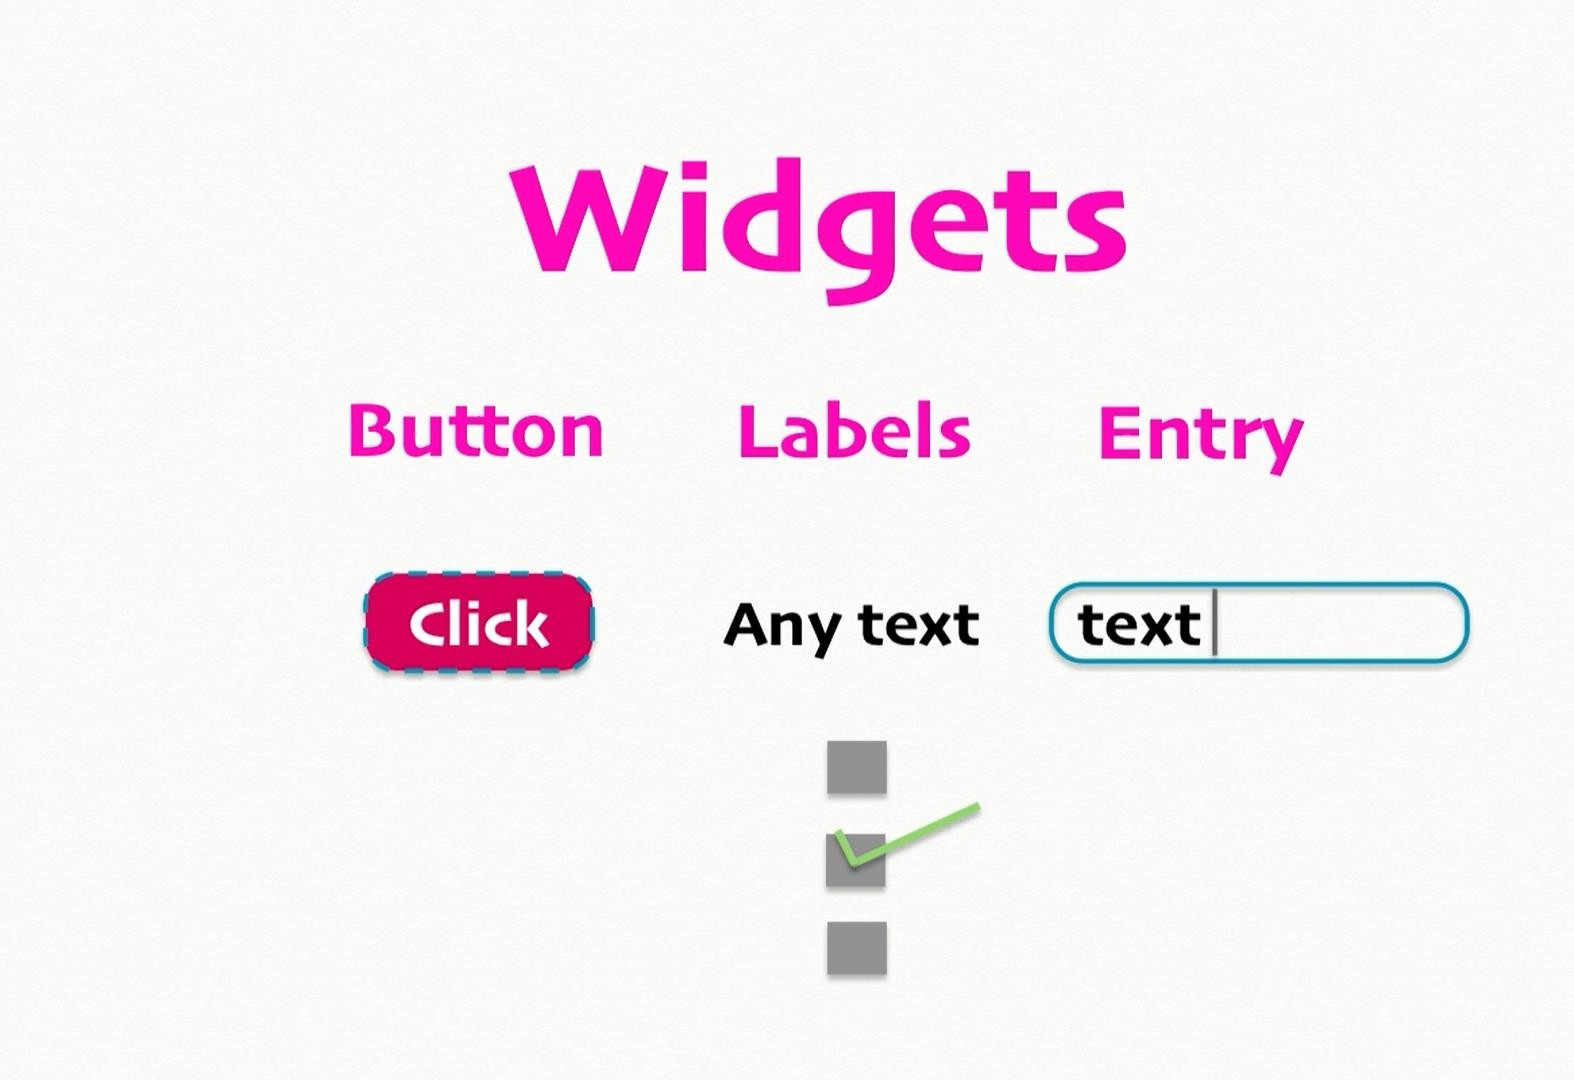 Widgets
Button Labels Entry
Click Any text text